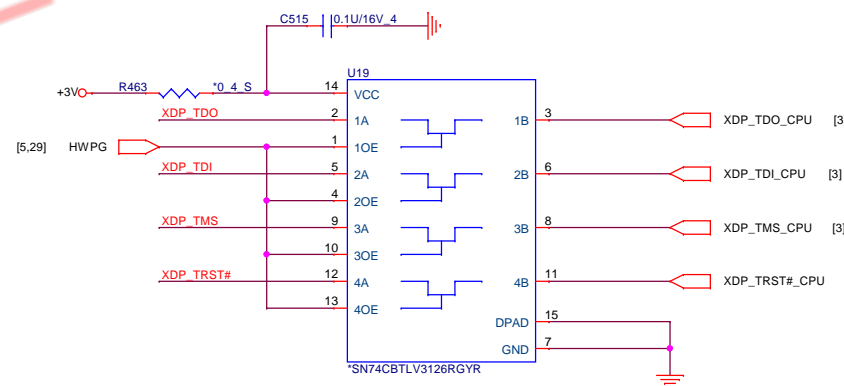 C515
0.1U/16V_4
U19
+3V
R463
*0_4_S
14
VCC
XDP_TDO
2
1A
1B
3
XDP_TDO_CPU
[3
[5,29]
HWPG
1
1OE
XDP_TDI
5
2A
2B
6
XDP_TDI_CPU
[3]
4
2OE
XDP_TMS
9
3A
3B
8
XDP_TMS_CPU
[3]
10
3OE
XDP_TRST#
12
4A
4B
11
XDP_TRST#_CPU
13
4OE
DPAD
15
GND
7
*SN74CBTLV3126RGYR